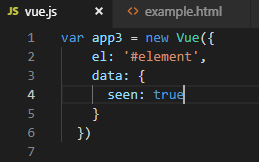 JS vue.js × example.html
1 var app3 = new Vue({
2 el: '#element',
3 data: {
4 seen: true
5 }
6 })
7